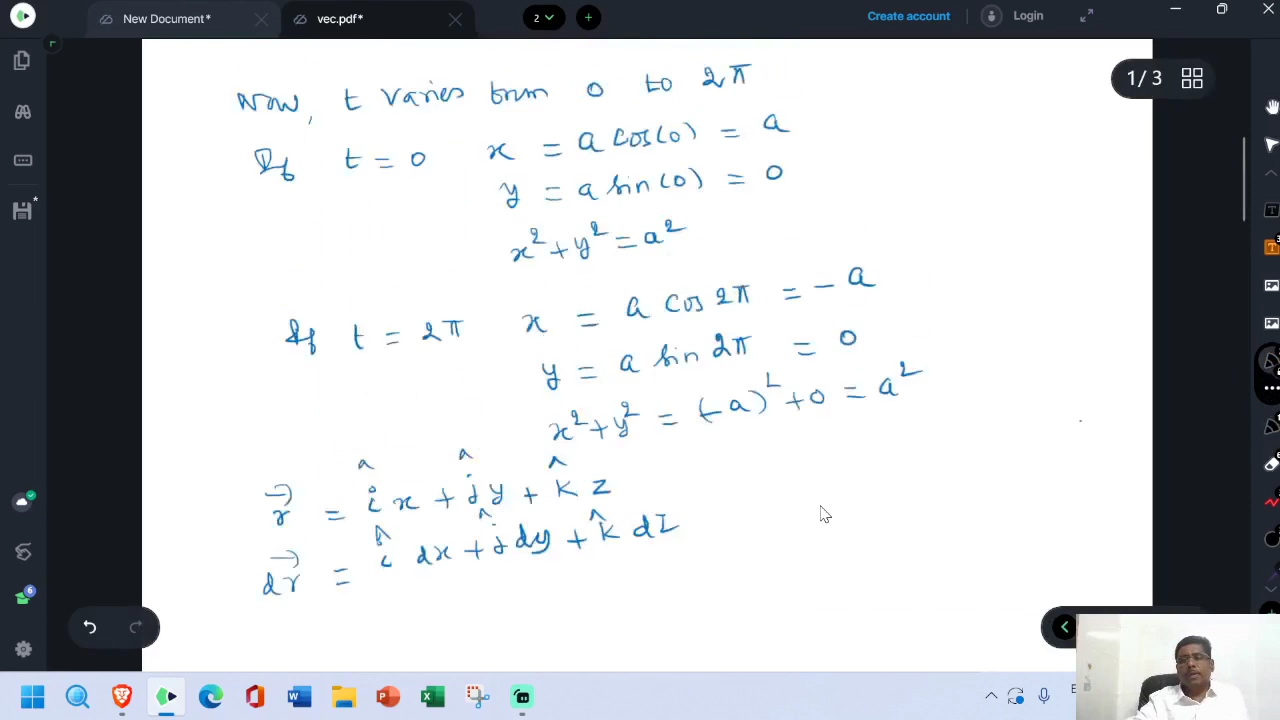 New Document*
vec.pdf*
2
Create account
Login
1/3
Now, t varies from 0 to 2π
If t = 0 x = a cos(0) = a
y = a sin(0) = 0
x² + y² = a²
If t = 2π x = a cos 2π = - a
y = a sin 2π = 0
x² + y² = (-a)² + 0 = a²
r⃗ = î x + ĵ y + k̂ z
dr⃗ = î dx + ĵ dy + k̂ dz
6
E